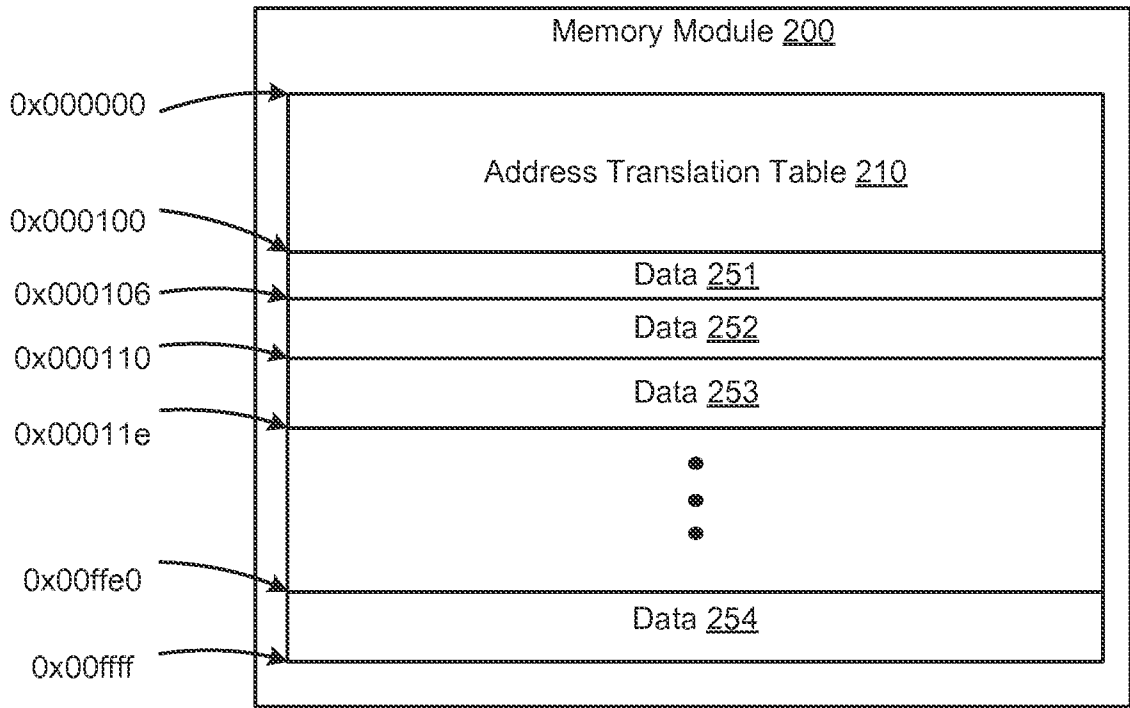 Memory Module 200
0x000000
Address Translation Table 210
0x000100
Data 251
0x000106
Data 252
0x000110
Data 253
0x00011e
0x00ffe0
Data 254
0x00ffff